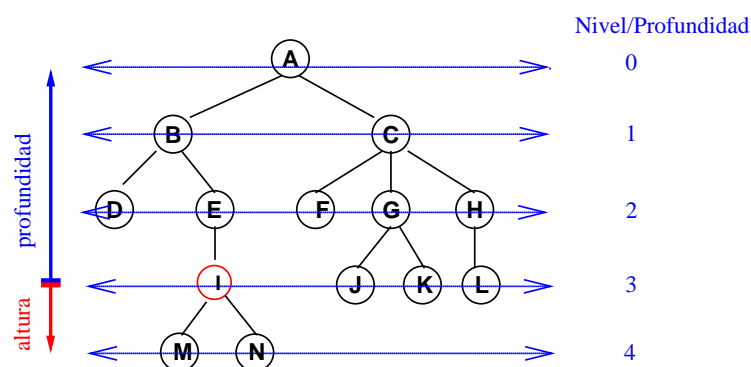 Nivel/Profundidad
A 0
B C 1
D E F G H 2
I J K L 3
M N 4
profundidad
altura